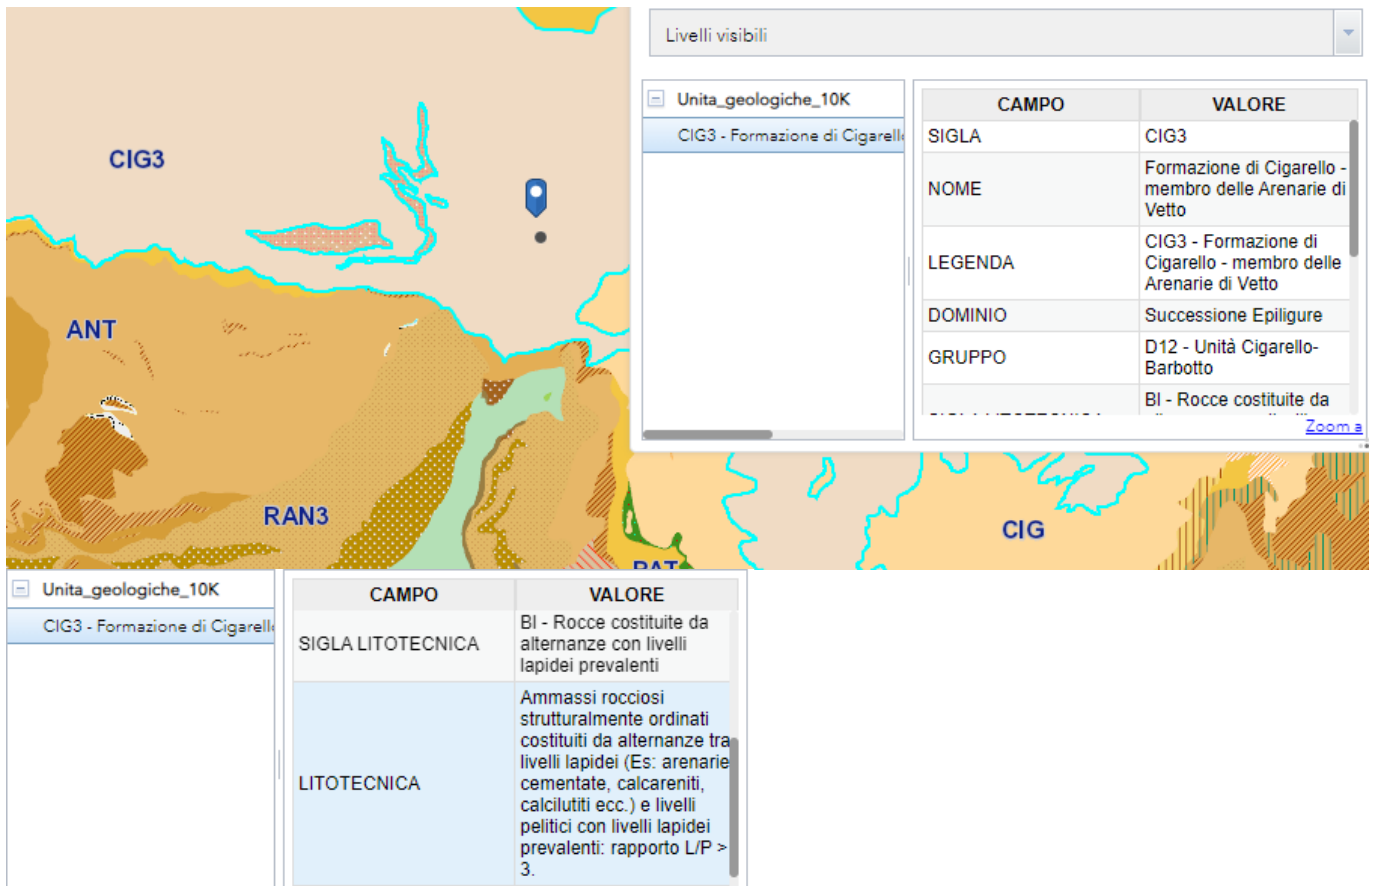 Livelli visibili
Unita_geologiche_10K
CIG3 - Formazione di Cigarell
CAMPO VALORE
SIGLA CIG3
NOME Formazione di Cigarello -
membro delle Arenarie di
Vetto
LEGENDA CIG3 - Formazione di
Cigarello - membro delle
Arenarie di Vetto
DOMINIO Successione Epiligure
GRUPPO D12 - Unità Cigarello-
Barbotto
BI - Rocce costituite da
Zoom a
CIG3
ANT
RAN3
CIG
PAT
Unita_geologiche_10K
CIG3 - Formazione di Cigarell
CAMPO VALORE
SIGLA LITOTECNICA BI - Rocce costituite da
alternanze con livelli
lapidei prevalenti
LITOTECNICA Ammassi rocciosi
strutturalmente ordinati
costituiti da alternanze tra
livelli lapidei (Es: arenarie
cementate, calcareniti,
calcilutiti ecc.) e livelli
pelitici con livelli lapidei
prevalenti: rapporto L/P >
3.